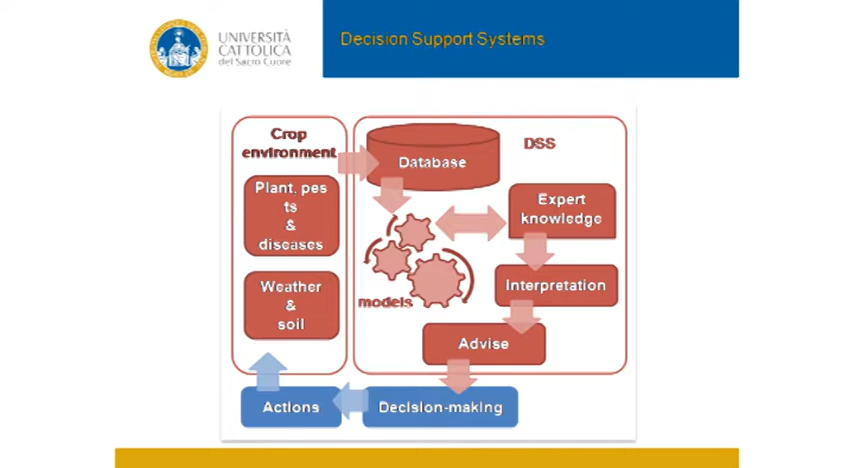 UNIVERSITÀ
CATTOLICA
del Sacro Cuore
Decision Support Systems
Crop
environment
Plant, pes
ts
&
diseases
Weather
&
soil
DSS
Database
Expert
knowledge
models
Interpretation
Advise
Decision-making
Actions